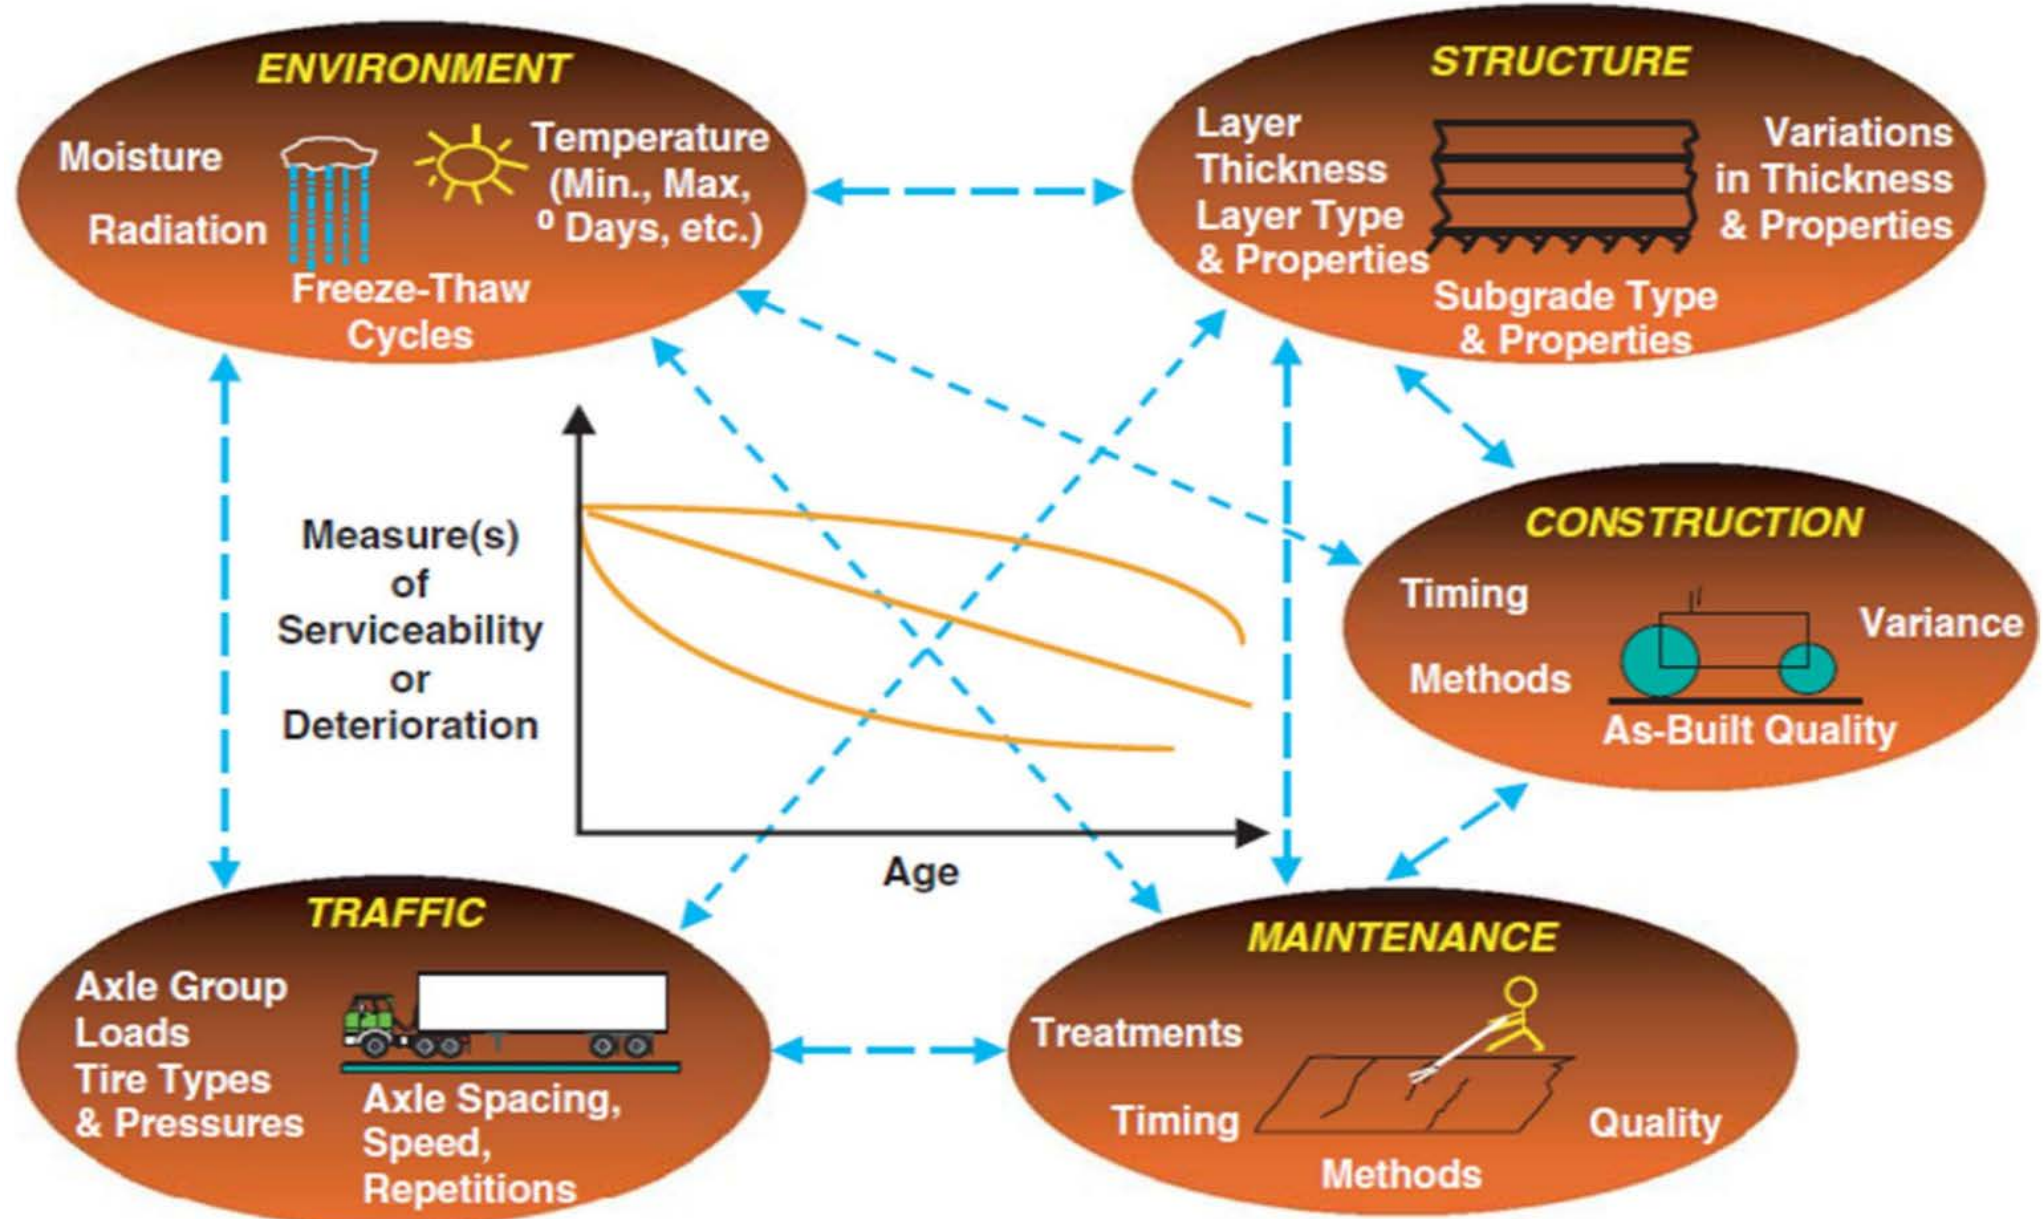 ENVIRONMENT
Moisture
Radiation
Temperature
(Min., Max,
º Days, etc.)
Freeze-Thaw
Cycles
STRUCTURE
Layer
Thickness
Layer Type
& Properties
Variations
in Thickness
& Properties
Subgrade Type
& Properties
Measure(s)
of
Serviceability
or
Deterioration
Age
CONSTRUCTION
Timing
Methods
Variance
As-Built Quality
TRAFFIC
Axle Group
Loads
Tire Types
& Pressures
Axle Spacing,
Speed,
Repetitions
MAINTENANCE
Treatments
Timing
Quality
Methods